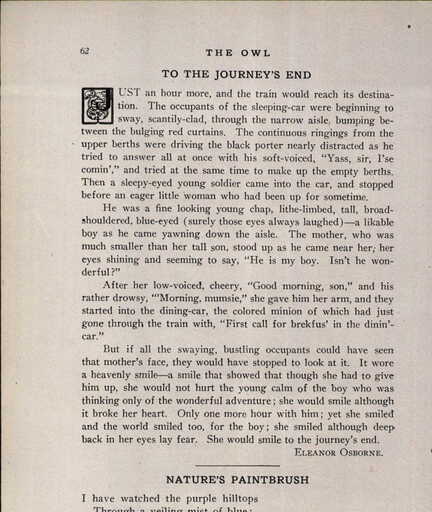 62
THE OWL
TO THE JOURNEY'S END
JUST an hour more, and the train would reach its destina-
tion. The occupants of the sleeping-car were beginning to
sway, scantily-clad, through the narrow aisle, bumping be-
tween the bulging red curtains. The continuous ringings from the
upper berths were driving the black porter nearly distracted as he
tried to answer all at once with his soft-voiced, "Yass, sir, I'se
comin'," and tried at the same time to make up the empty berths.
Then a sleepy-eyed young soldier came into the car, and stopped
before an eager little woman who had been up for sometime.
He was a fine looking young chap, lithe-limbed, tall, broad-
shouldered, blue-eyed (surely those eyes always laughed)—a likable
boy as he came yawning down the aisle. The mother, who was
much smaller than her tall son, stood up as he came near her; her
eyes shining and seeming to say, "He is my boy. Isn't he won-
derful?"
After her low-voiced, cheery, "Good morning, son," and his
rather drowsy, "'Morning, mumsie," she gave him her arm, and they
started into the dining-car, the colored minion of which had just
gone through the train with, "First call for brekfus' in the dinin'-
car."
But if all the swaying, bustling occupants could have seen
that mother's face, they would have stopped to look at it. It wore
a heavenly smile—a smile that showed that though she had to give
him up, she would not hurt the young calm of the boy who was
thinking only of the wonderful adventure; she would smile although
it broke her heart. Only one more hour with him; yet she smiled
and the world smiled too, for the boy; she smiled although deep
back in her eyes lay fear. She would smile to the journey's end.
ELEANOR OSBORNE.
NATURE'S PAINTBRUSH
I have watched the purple hilltops
Through a veiling mist of blue;